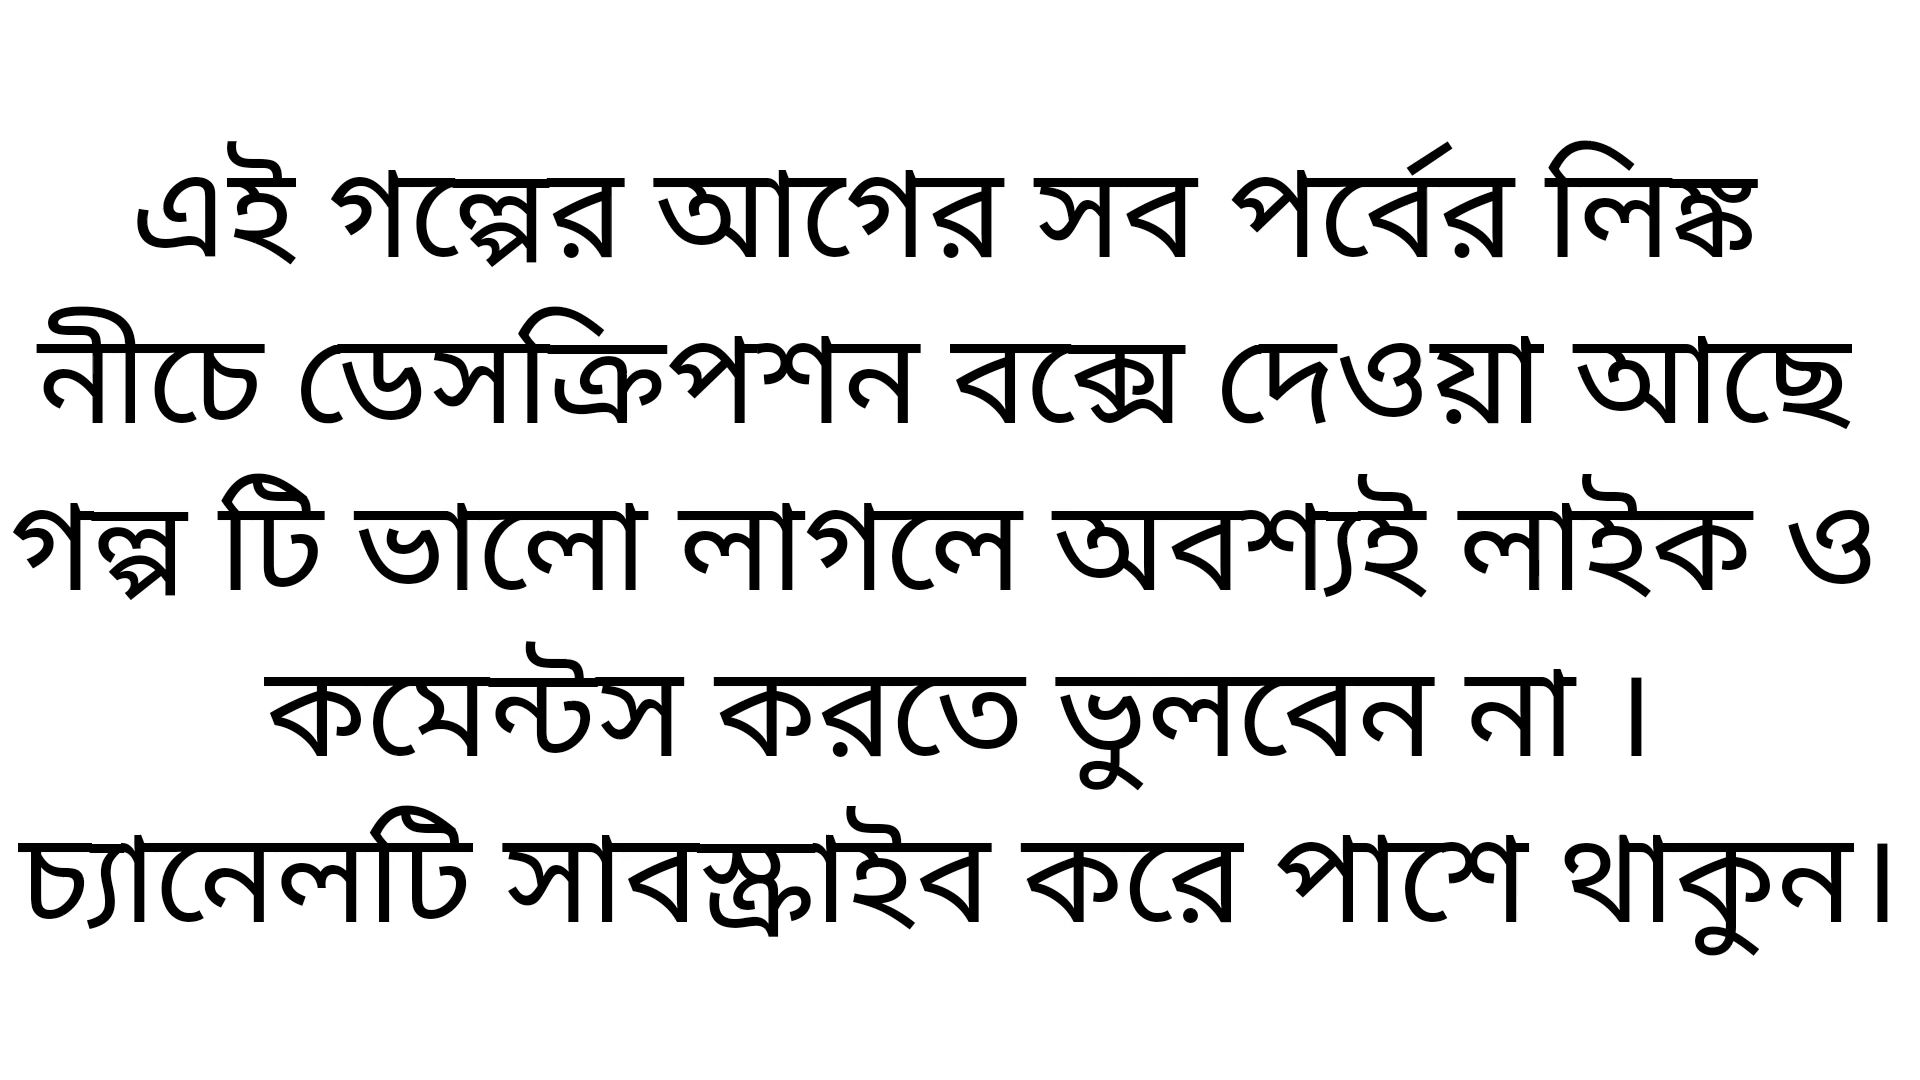 এই গল্পের আগের সব পর্বের লিঙ্ক
নীচে ডেসক্রিপশন বক্সে দেওয়া আছে
গল্প টি ভালো লাগলে অবশ্যই লাইক ও
কমেন্টস করতে ভুলবেন না ।
চ্যানেলটি সাবস্ক্রাইব করে পাশে থাকুন।